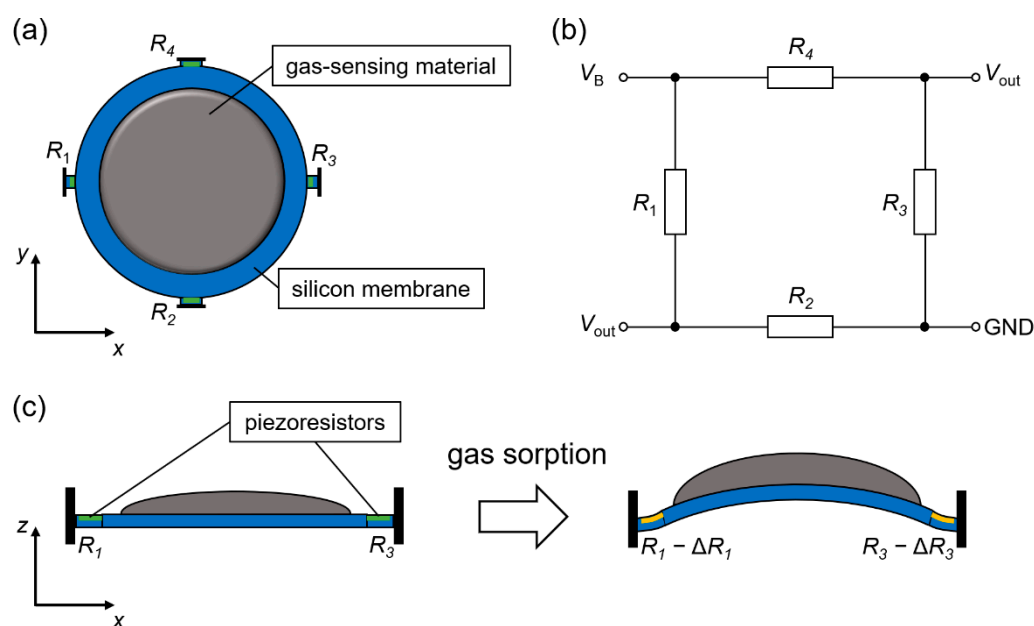 (a)
R4
gas-sensing material
R1
R3
y
silicon membrane
R2
x
(b)
R4
VB
Vout
R1
R3
R2
Vout
GND
(c)
piezoresistors
gas sorption
z
R1
R3
R1 − ΔR1
R3 − ΔR3
x